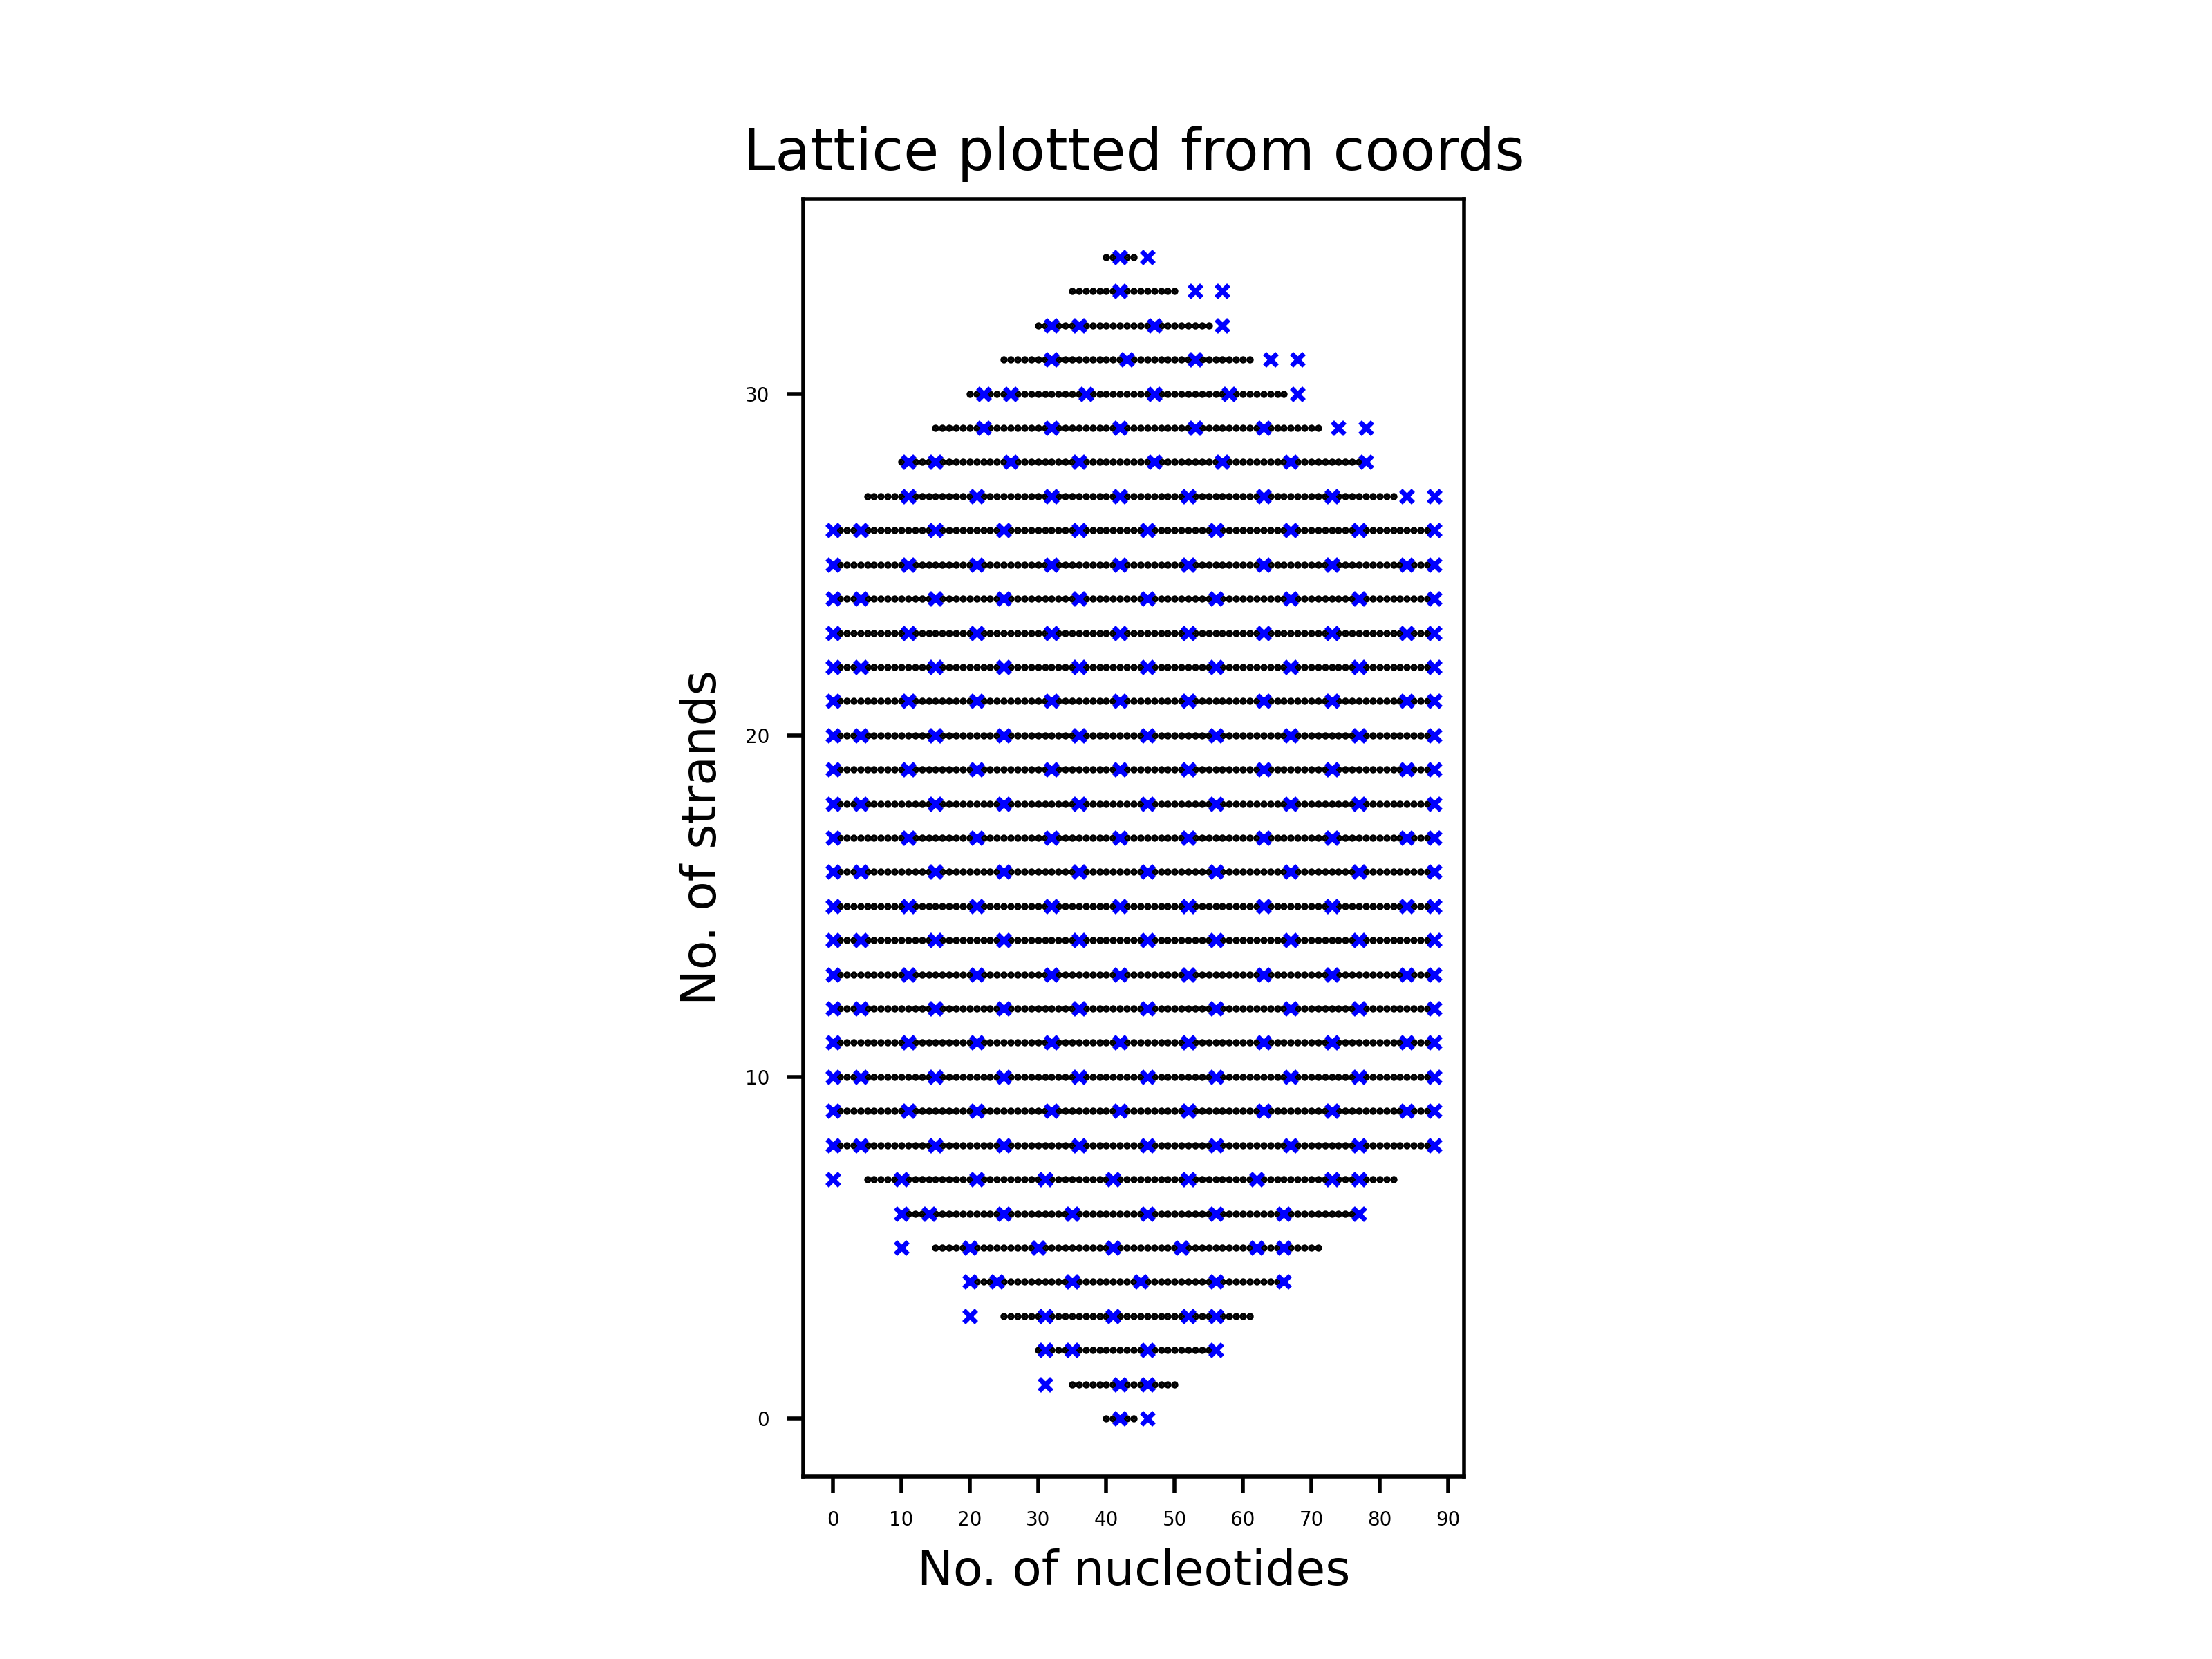 Lattice plotted from coords
30
20
10
0
No. of strands
0 10 20 30 40 50 60 70 80 90
No. of nucleotides